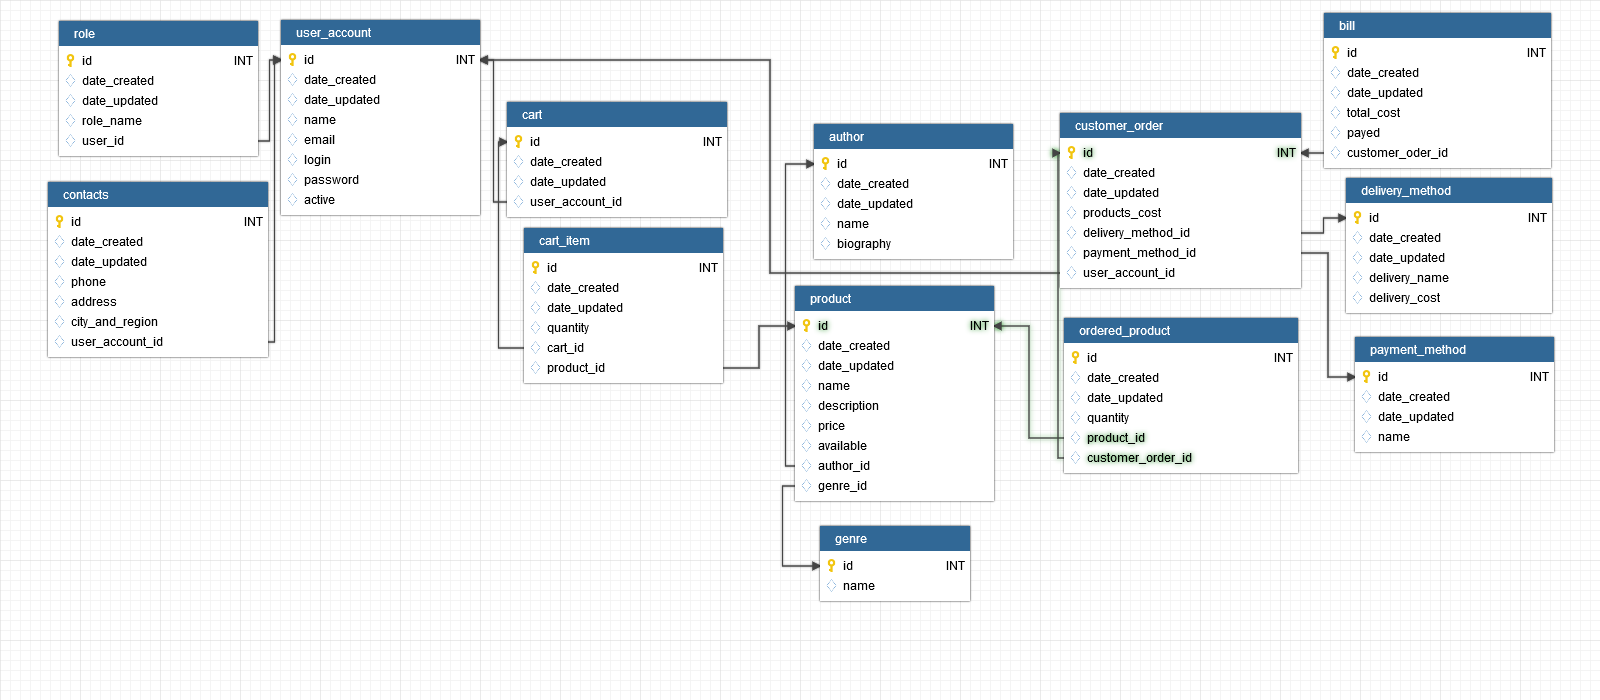 role
id INT
date_created
date_updated
role_name
user_id
contacts
id INT
date_created
date_updated
phone
address
city_and_region
user_account_id
user_account
id INT
date_created
date_updated
name
email
login
password
active
cart
id INT
date_created
date_updated
user_account_id
cart_item
id INT
date_created
date_updated
quantity
cart_id
product_id
author
id INT
date_created
date_updated
name
biography
product
id INT
date_created
date_updated
name
description
price
available
author_id
genre_id
genre
id INT
name
customer_order
id INT
date_created
date_updated
products_cost
delivery_method_id
payment_method_id
user_account_id
ordered_product
id INT
date_created
date_updated
quantity
product_id
customer_order_id
bill
id INT
date_created
date_updated
total_cost
payed
customer_oder_id
delivery_method
id INT
date_created
date_updated
delivery_name
delivery_cost
payment_method
id INT
date_created
date_updated
name